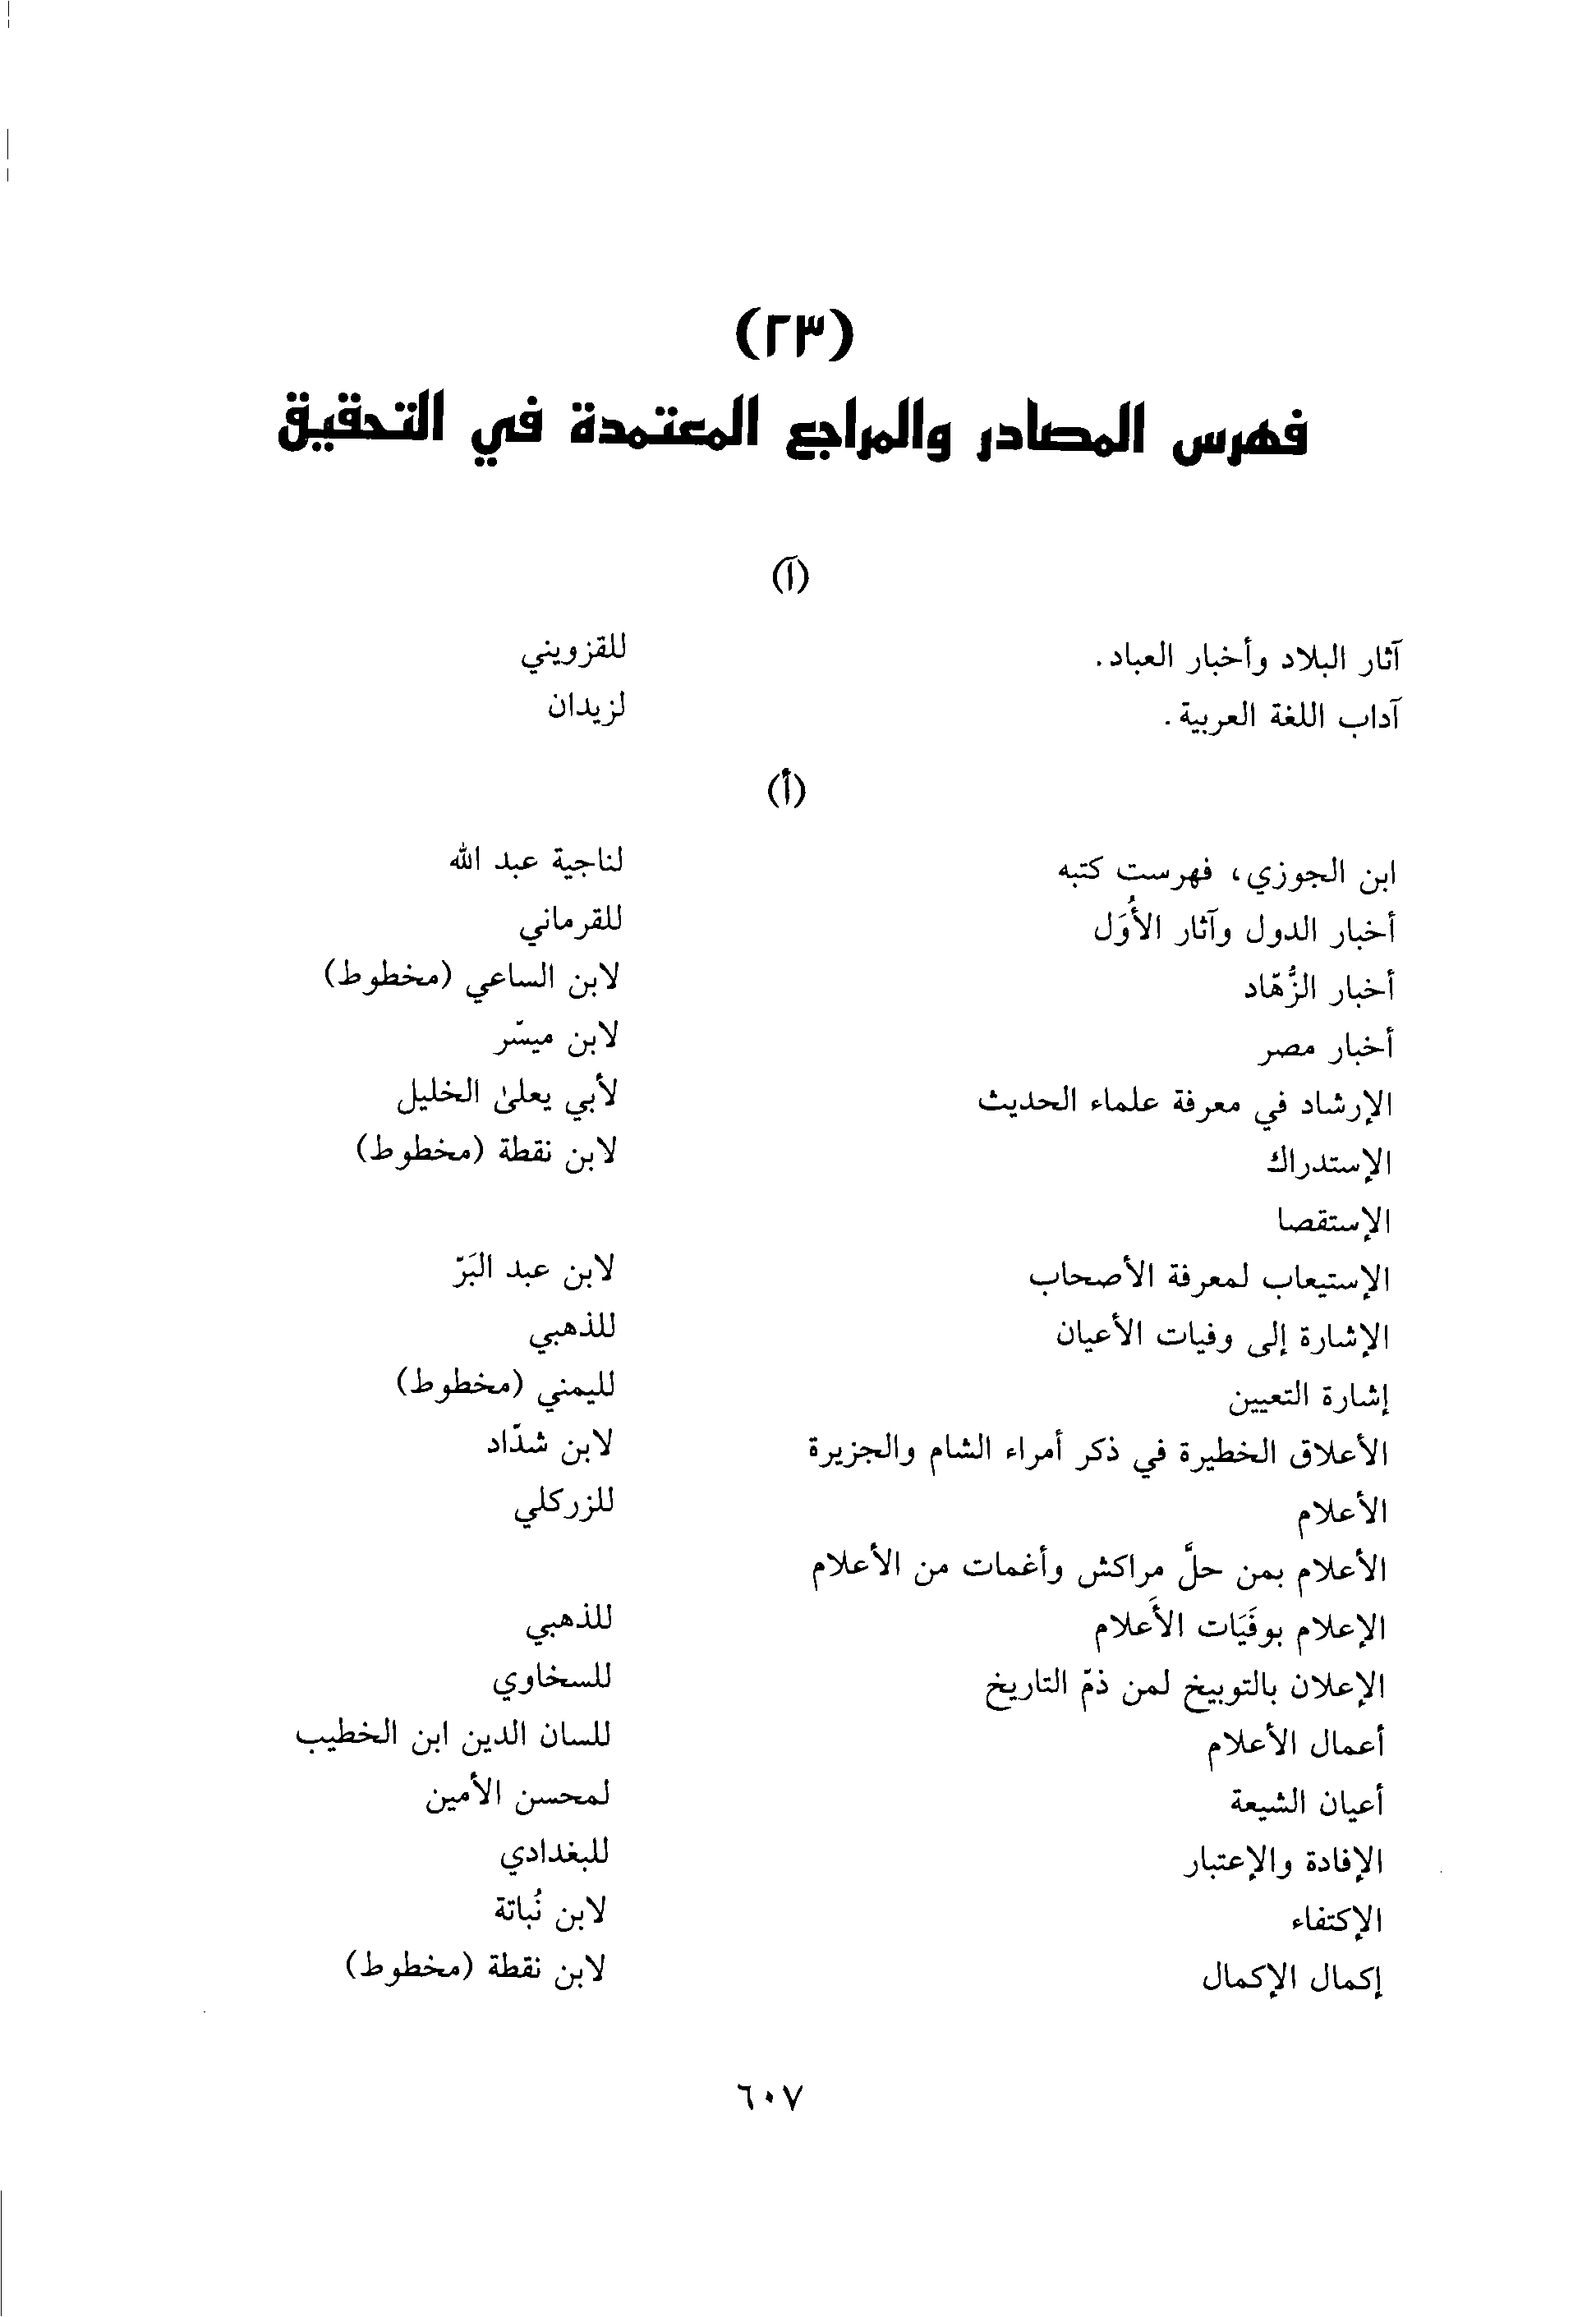 (٢٣)
فهرس المصادر والمراجع المعتمدة في التحقيق
(آ)
آثار البلاد وأخبار العباد. للقزويني
آداب اللغة العربية. لزيدان
(أ)
ابن الجوزي، فهرست كتبه لناجية عبد الله
أخبار الدول وآثار الأُوَل للقرماني
أخبار الزُّهّاد لابن الساعي (مخطوط)
أخبار مصر لابن ميسّر
الإرشاد في معرفة علماء الحديث لأبي يعلىٰ الخليل
الإستدراك لابن نقطة (مخطوط)
الإستقصا
الإستيعاب لمعرفة الأصحاب لابن عبد البَرّ
الإشارة إلى وفيات الأعيان للذهبي
إشارة التعيين لليمني (مخطوط)
الأعلاق الخطيرة في ذكر أمراء الشام والجزيرة لابن شدّاد
الأعلام للزركلي
الأعلام بمن حلَّ مراكش وأغمات من الأعلام
الإعلام بوفَيَات الأَعلام للذهبي
الإعلان بالتوبيخ لمن ذمّ التاريخ للسخاوي
أعمال الأعلام للسان الدين ابن الخطيب
أعيان الشيعة لمحسن الأمين
الإفادة والإعتبار للبغدادي
الإكتفاء لابن نُباتة
إكمال الإكمال لابن نقطة (مخطوط)
٦٠٧